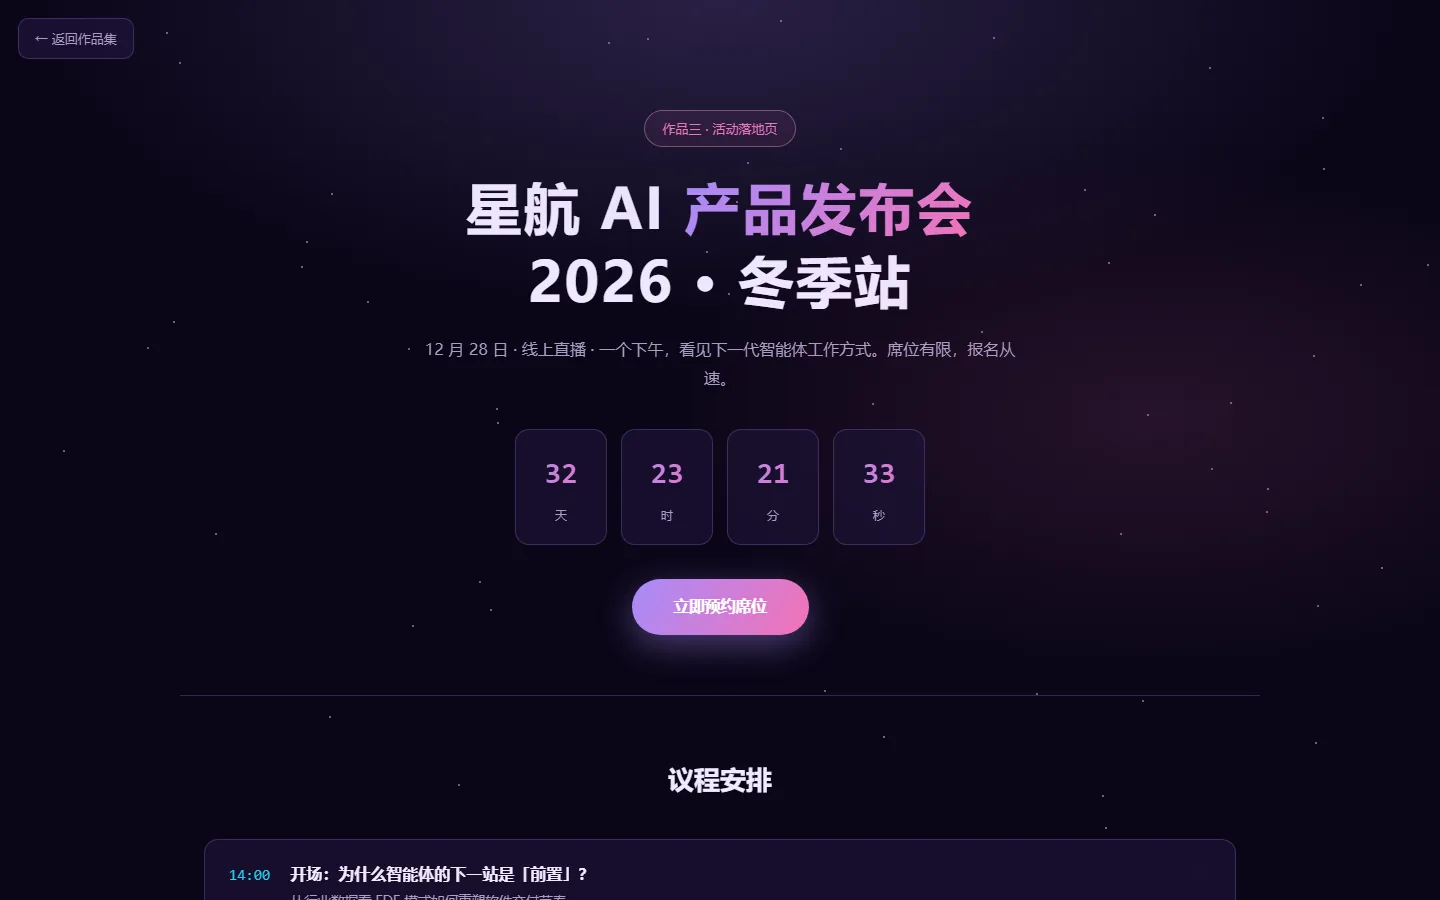 ← 返回作品集
作品三 · 活动落地页
星航 AI 产品发布会
2026 · 冬季站
12 月 28 日 · 线上直播 · 一个下午，看见下一代智能体工作方式。席位有限，报名从
速。
32 23 21 33
天 时 分 秒
立即预约席位
议程安排
14:00 开场：为什么智能体的下一站是「前置」？